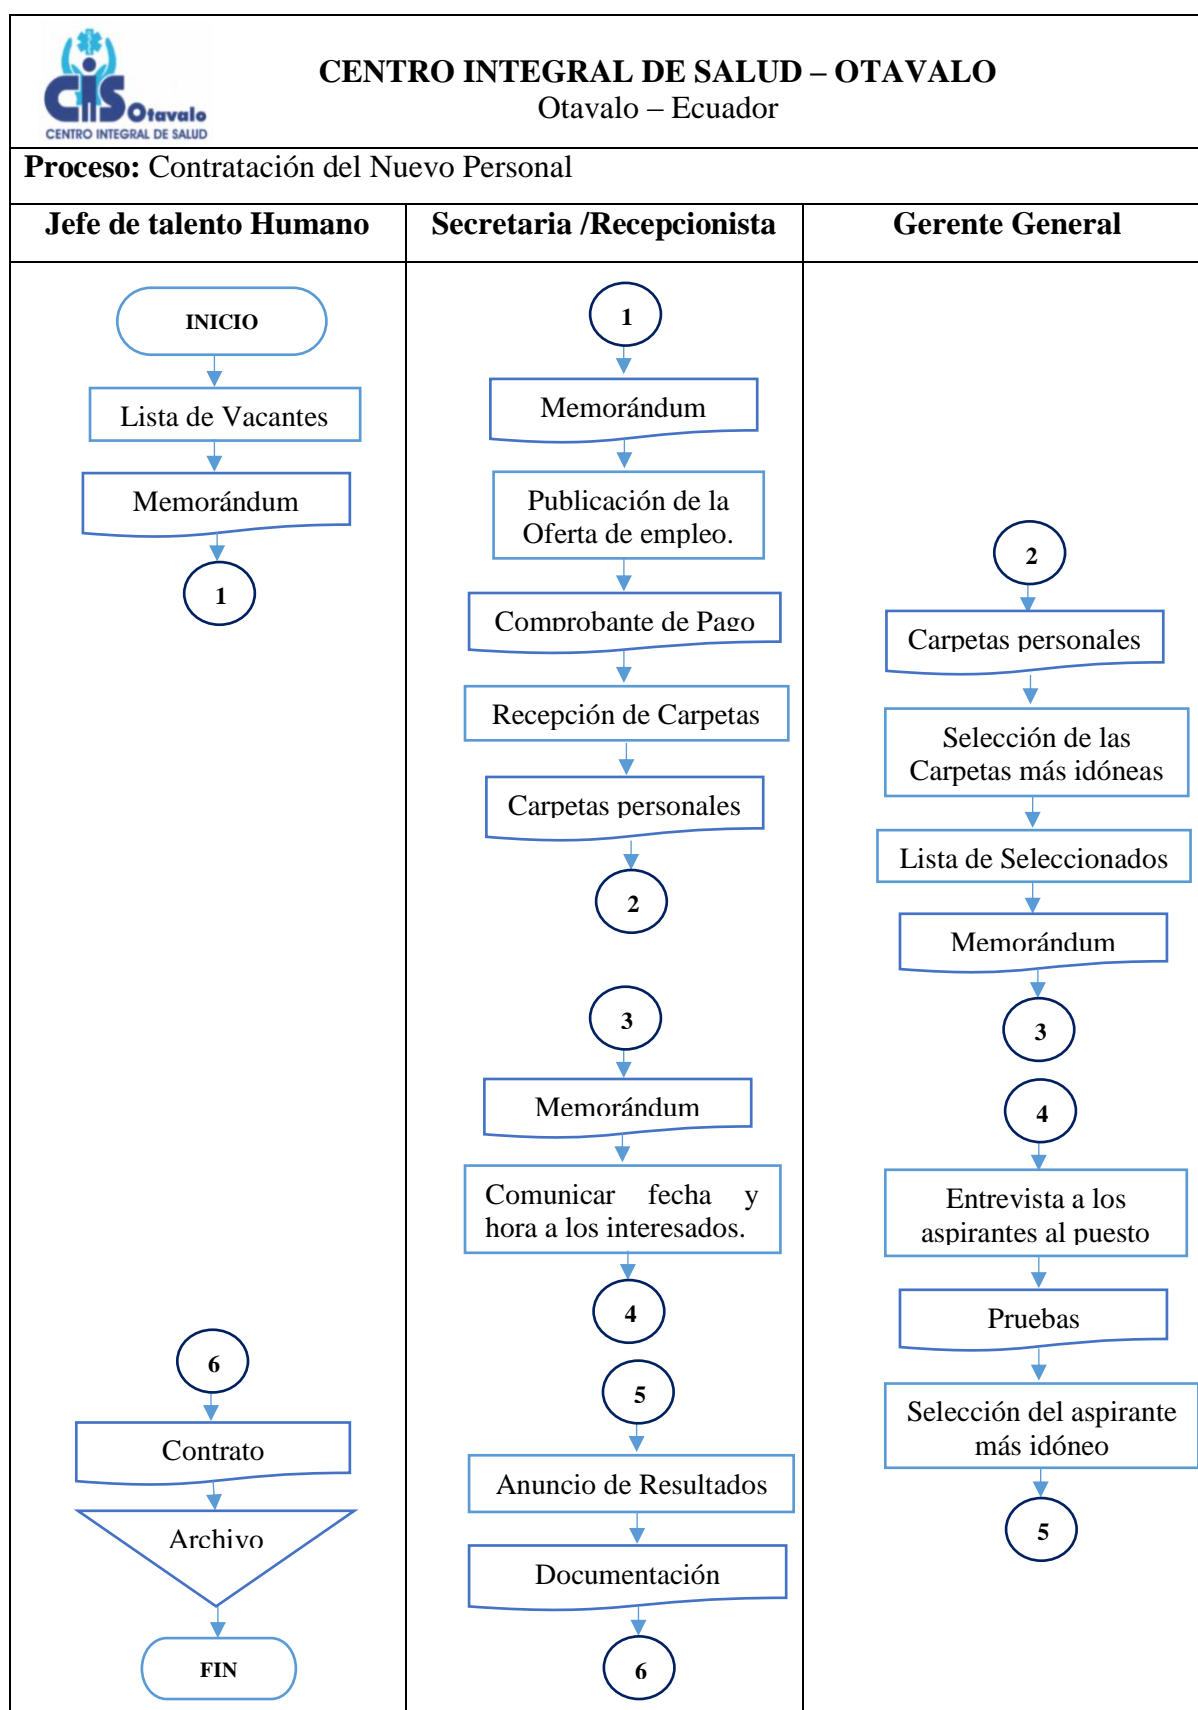 CIS Otavalo
CENTRO INTEGRAL DE SALUD
CENTRO INTEGRAL DE SALUD – OTAVALO
Otavalo – Ecuador
Proceso: Contratación del Nuevo Personal
Jefe de talento Humano
INICIO
Lista de Vacantes
Memorándum
1
6
Contrato
Archivo
FIN
Secretaria /Recepcionista
1
Memorándum
Publicación de la
Oferta de empleo.
Comprobante de Pago
Recepción de Carpetas
Carpetas personales
2
3
Memorándum
Comunicar fecha y
hora a los interesados.
4
5
Anuncio de Resultados
Documentación
6
Gerente General
2
Carpetas personales
Selección de las
Carpetas más idóneas
Lista de Seleccionados
Memorándum
3
4
Entrevista a los
aspirantes al puesto
Pruebas
Selección del aspirante
más idóneo
5